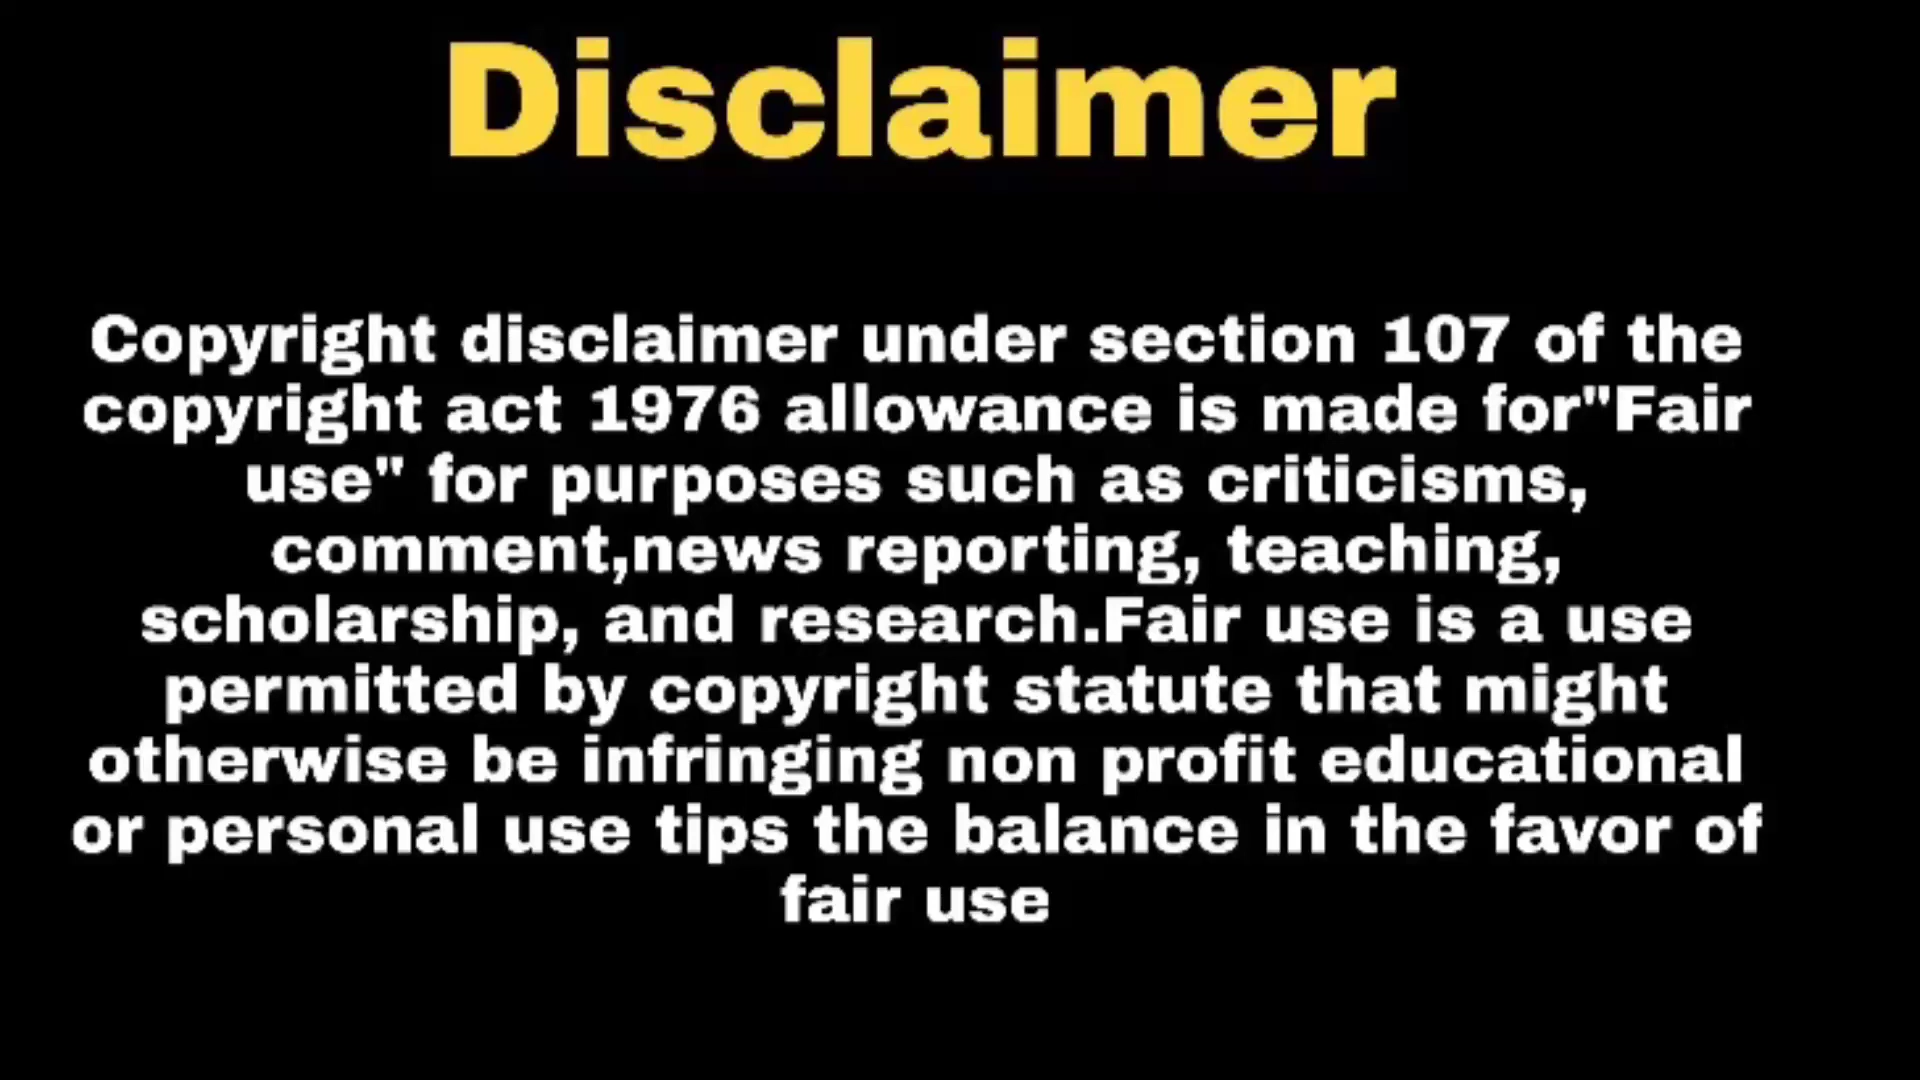 Disclaimer
Copyright disclaimer under section 107 of the
copyright act 1976 allowance is made for"Fair
use" for purposes such as criticisms,
comment,news reporting, teaching,
scholarship, and research.Fair use is a use
permitted by copyright statute that might
otherwise be infringing non profit educational
or personal use tips the balance in the favor of
fair use